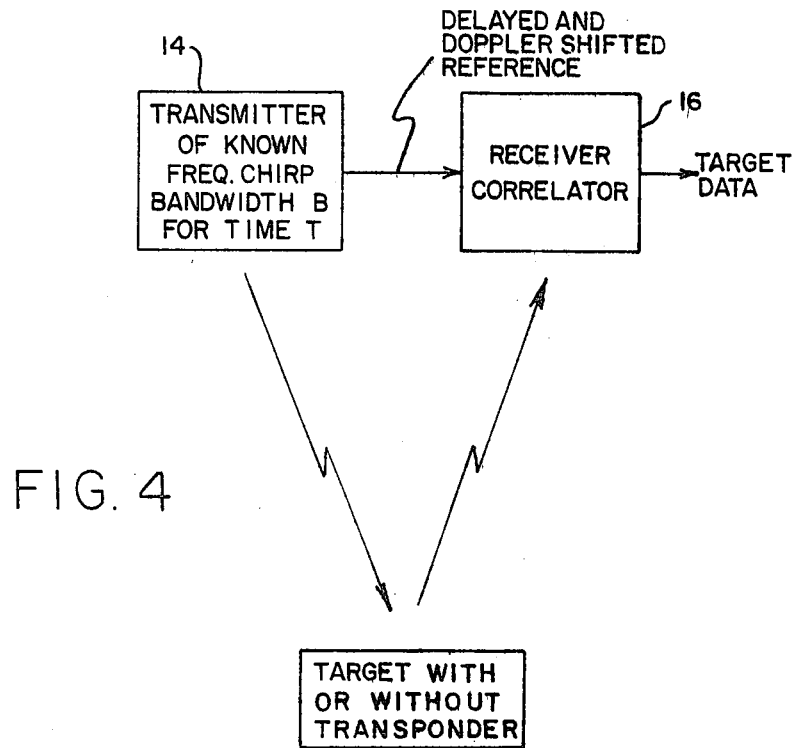 DELAYED AND
DOPPLER SHIFTED
REFERENCE
14
16
TRANSMITTER
OF KNOWN
FREQ. CHIRP
BANDWIDTH B
FOR TIME T
RECEIVER
CORRELATOR
TARGET
DATA
FIG. 4
TARGET WITH
OR WITHOUT
TRANSPONDER